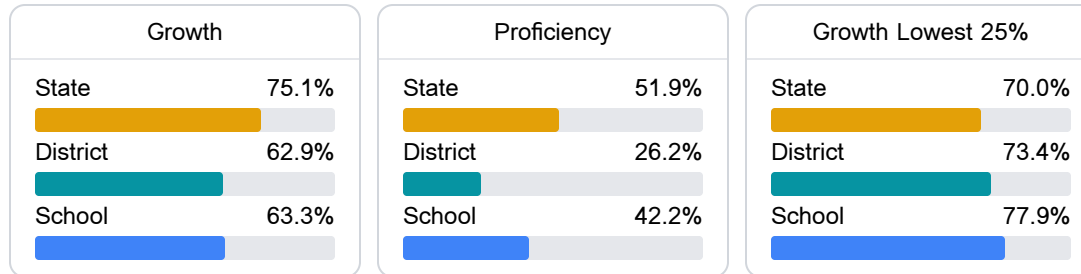 Growth
State 75.1%
District 62.9%
School 63.3%
Proficiency
State 51.9%
District 26.2%
School 42.2%
Growth Lowest 25%
State 70.0%
District 73.4%
School 77.9%